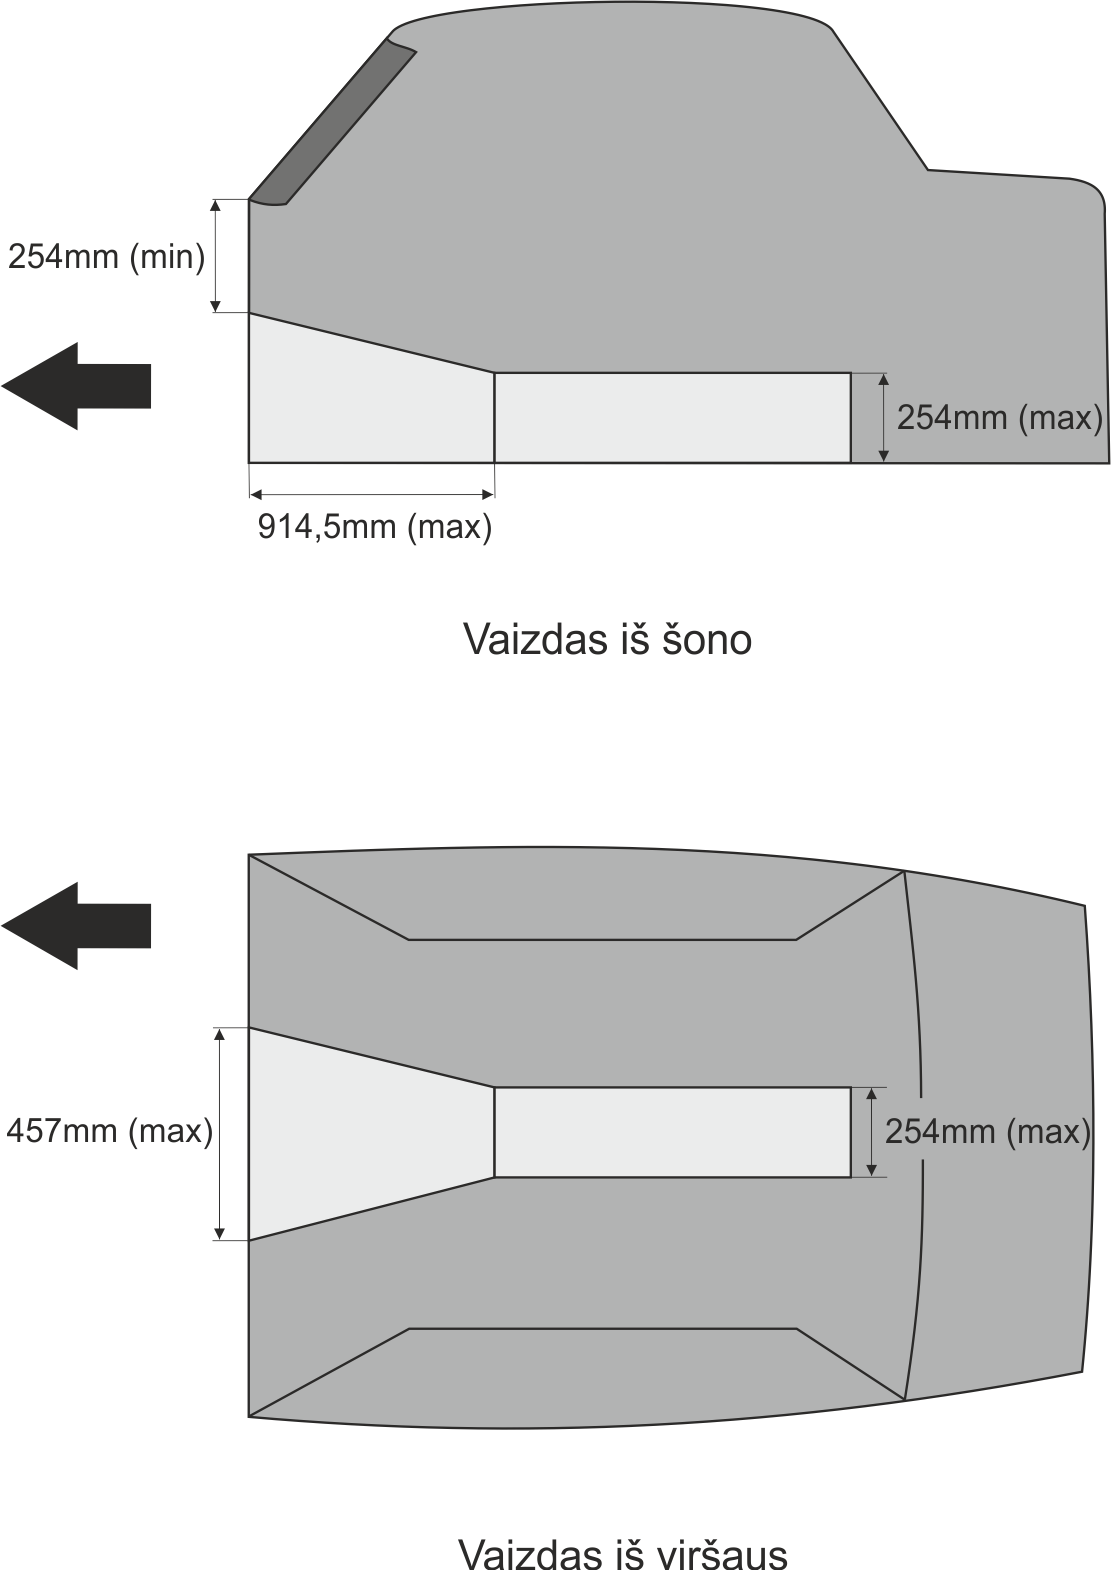 254mm (min)
254mm (max)
914,5mm (max)
Vaizdas iš šono
457mm (max)
254mm (max)
Vaizdas iš viršaus